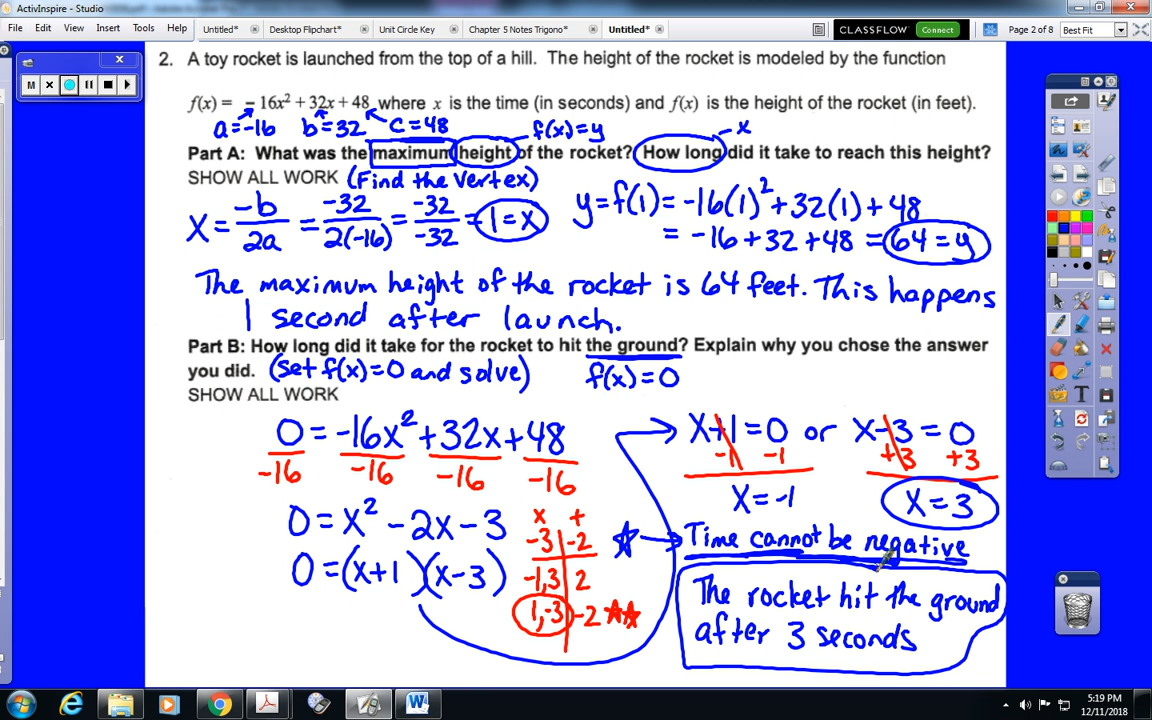 ActivInspire - Studio
File Edit View Insert Tools Help Untitled* Desktop Flipchart* Unit Circle Key Chapter 5 Notes Trigono* Untitled* CLASSFLOW Connect Page 2 of 8 Best Fit
2. A toy rocket is launched from the top of a hill. The height of the rocket is modeled by the function
f(x) = -16x² + 32x + 48, where x is the time (in seconds) and f(x) is the height of the rocket (in feet).
a=-16 b=32 c=48 f(x)=y x
Part A: What was the maximum height of the rocket? How long did it take to reach this height?
SHOW ALL WORK (Find the Vertex)
X = -b/2a = -32/2(-16) = -32/-32 = 1=x
y=f(1) = -16(1)²+32(1)+48
= -16+32+48 = 64=y
The maximum height of the rocket is 64 feet. This happens
1 second after launch.
Part B: How long did it take for the rocket to hit the ground? Explain why you chose the answer
you did. (set f(x)=0 and solve) f(x)=0
SHOW ALL WORK
0 = -16x²+32x+48
-16 -16 -16 -16
0 = x² -2x -3
0 = (x+1)(x-3)
x +
-3 -2
-1,3 2
1,-3 -2
x+1=0 or x-3=0
-1 -1 +3 +3
x=-1 x=3
Time cannot be negative
The rocket hit the ground
after 3 seconds
5:19 PM
12/11/2018